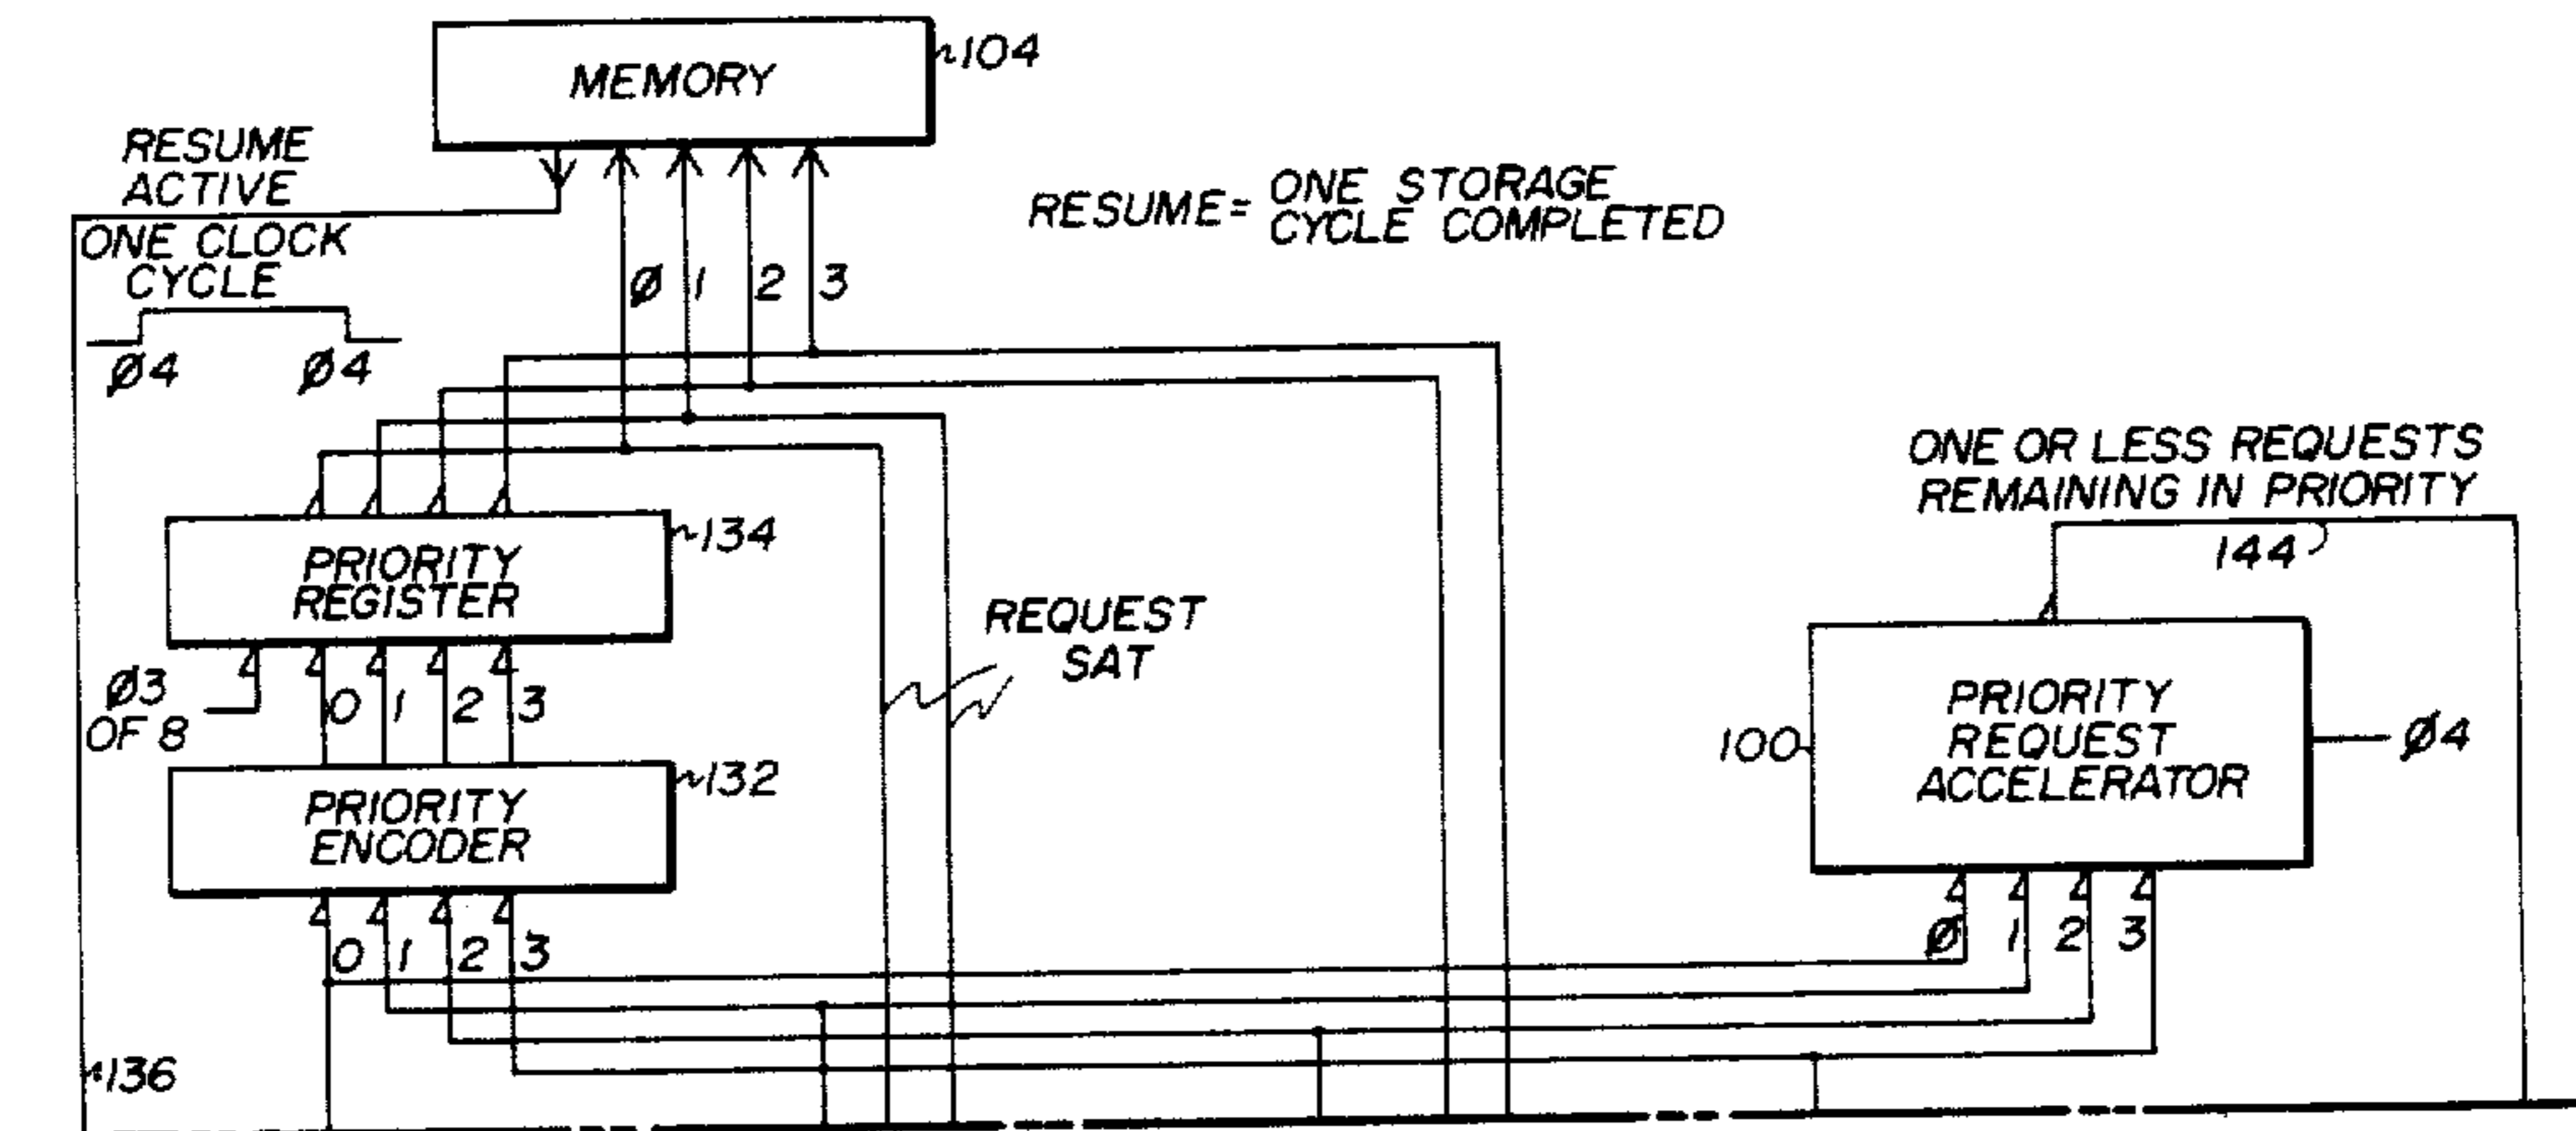 MEMORY
104
RESUME
ACTIVE
ONE CLOCK
CYCLE
Ø4 Ø4
RESUME= ONE STORAGE
CYCLE COMPLETED
Ø 1 2 3
ONE OR LESS REQUESTS
REMAINING IN PRIORITY
144
PRIORITY
REGISTER
134
Ø3
OF 8
0 1 2 3
REQUEST
SAT
PRIORITY
ENCODER
132
0 1 2 3
100
PRIORITY
REQUEST
ACCELERATOR
Ø4
Ø 1 2 3
136